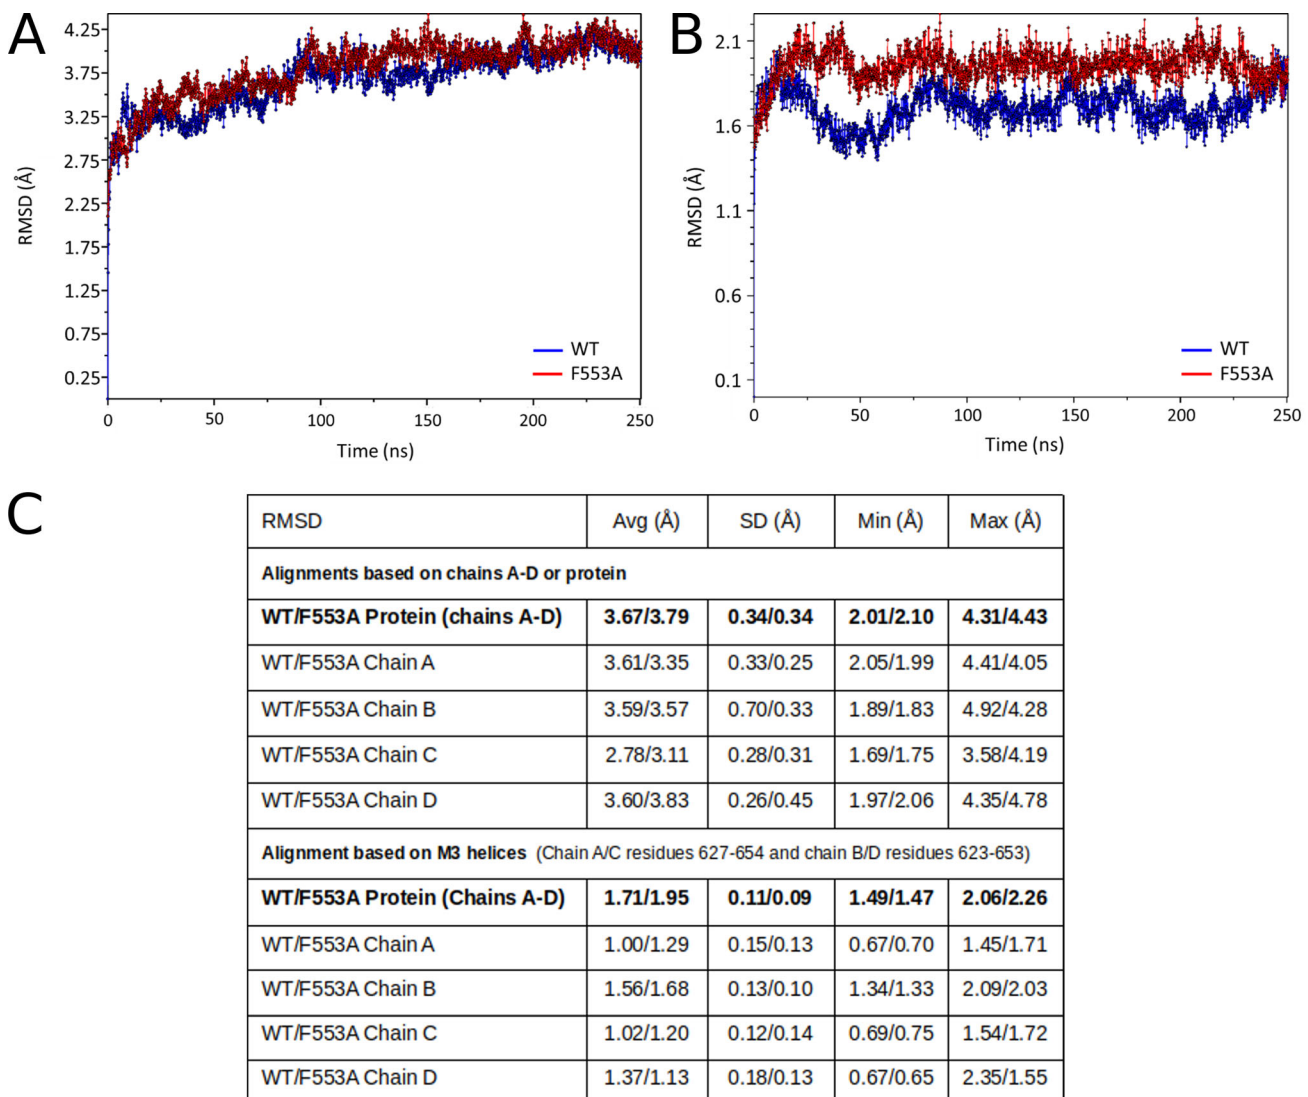 A
4.25
3.75
3.25
2.75
2.25
1.75
1.25
0.75
0.25
RMSD (Å)
WT
F553A
0 50 100 150 200 250
Time (ns)
B
2.1
1.6
1.1
0.6
0.1
RMSD (Å)
WT
F553A
0 50 100 150 200 250
Time (ns)
C
RMSD Avg (Å) SD (Å) Min (Å) Max (Å)
Alignments based on chains A-D or protein
WT/F553A Protein (chains A-D) 3.67/3.79 0.34/0.34 2.01/2.10 4.31/4.43
WT/F553A Chain A 3.61/3.35 0.33/0.25 2.05/1.99 4.41/4.05
WT/F553A Chain B 3.59/3.57 0.70/0.33 1.89/1.83 4.92/4.28
WT/F553A Chain C 2.78/3.11 0.28/0.31 1.69/1.75 3.58/4.19
WT/F553A Chain D 3.60/3.83 0.26/0.45 1.97/2.06 4.35/4.78
Alignment based on M3 helices (Chain A/C residues 627-654 and chain B/D residues 623-653)
WT/F553A Protein (Chains A-D) 1.71/1.95 0.11/0.09 1.49/1.47 2.06/2.26
WT/F553A Chain A 1.00/1.29 0.15/0.13 0.67/0.70 1.45/1.71
WT/F553A Chain B 1.56/1.68 0.13/0.10 1.34/1.33 2.09/2.03
WT/F553A Chain C 1.02/1.20 0.12/0.14 0.69/0.75 1.54/1.72
WT/F553A Chain D 1.37/1.13 0.18/0.13 0.67/0.65 2.35/1.55